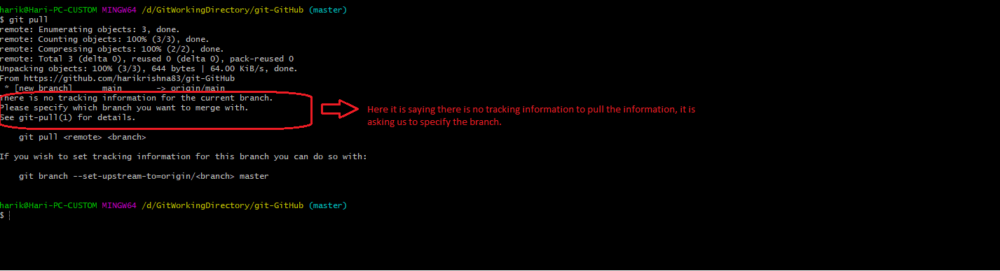 harik@Hari-PC-CUSTOM MINGW64 /d/GitWorkingDirectory/git-GitHub (master)
$ git pull
remote: Enumerating objects: 3, done.
remote: Counting objects: 100% (3/3), done.
remote: Compressing objects: 100% (2/2), done.
remote: Total 3 (delta 0), reused 0 (delta 0), pack-reused 0
Unpacking objects: 100% (3/3), 644 bytes | 64.00 KiB/s, done.
From https://github.com/harikrishna83/git-GitHub
 * [new branch]      main       -> origin/main
There is no tracking information for the current branch.
Please specify which branch you want to merge with.
See git-pull(1) for details.
Here it is saying there is no tracking information to pull the information, it is
asking us to specify the branch.
    git pull <remote> <branch>
If you wish to set tracking information for this branch you can do so with:
    git branch --set-upstream-to=origin/<branch> master
harik@Hari-PC-CUSTOM MINGW64 /d/GitWorkingDirectory/git-GitHub (master)
$